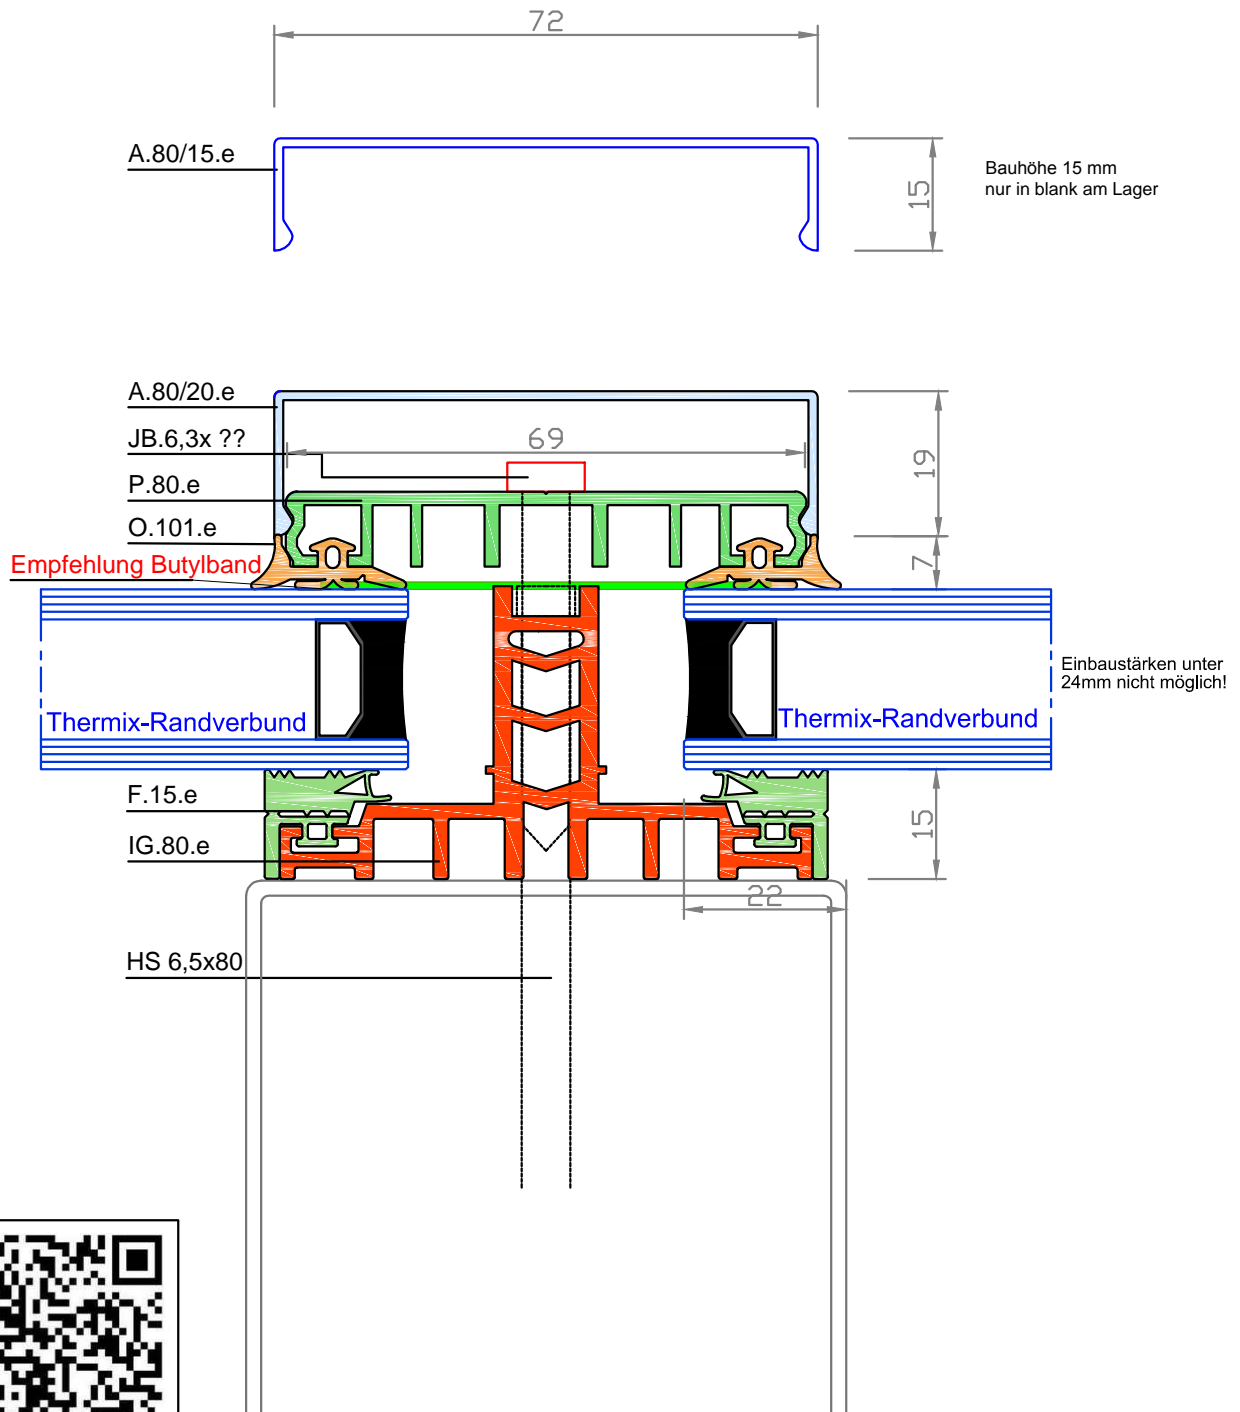 72
A.80/15.e
15
Bauhöhe 15 mm
nur in blank am Lager
A.80/20.e
JB.6,3x ??
69
19
P.80.e
O.101.e
7
Empfehlung Butylband
Einbaustärken unter
24mm nicht möglich!
Thermix-Randverbund
Thermix-Randverbund
F.15.e
15
IG.80.e
22
HS 6,5x80